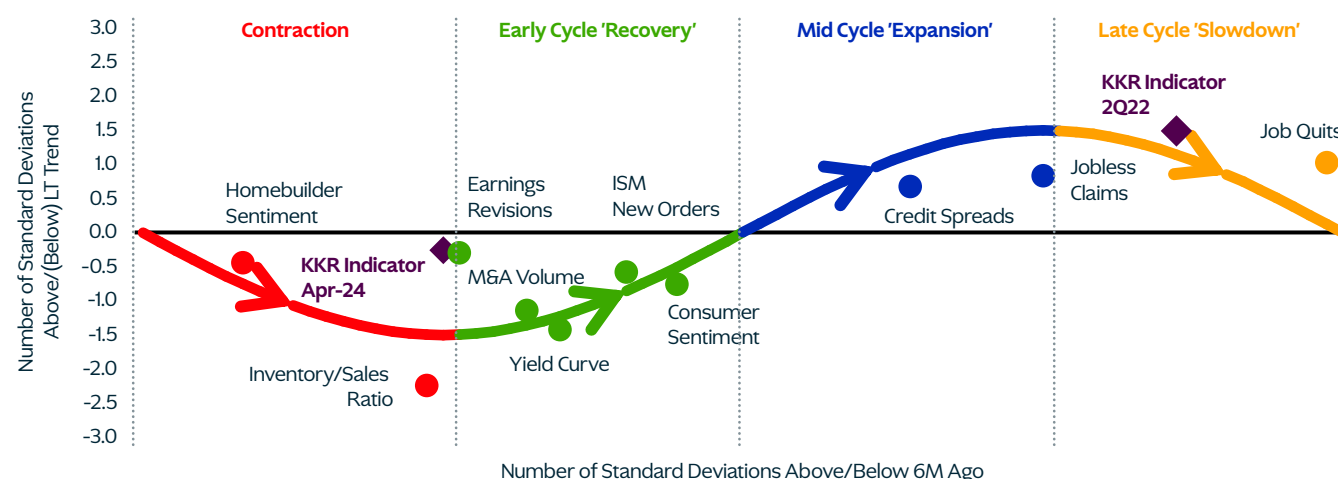 Contraction
Early Cycle 'Recovery'
Mid Cycle 'Expansion'
Late Cycle 'Slowdown'
Number of Standard Deviations
Above/(Below) LT Trend
3.0
2.5
2.0
1.5
1.0
0.5
0.0
-0.5
-1.0
-1.5
-2.0
-2.5
-3.0
Homebuilder
Sentiment
KKR Indicator
Apr-24
Inventory/Sales
Ratio
Earnings
Revisions
M&A Volume
Yield Curve
ISM
New Orders
Consumer
Sentiment
Credit Spreads
Jobless
Claims
KKR Indicator
2Q22
Job Quits
Number of Standard Deviations Above/Below 6M Ago